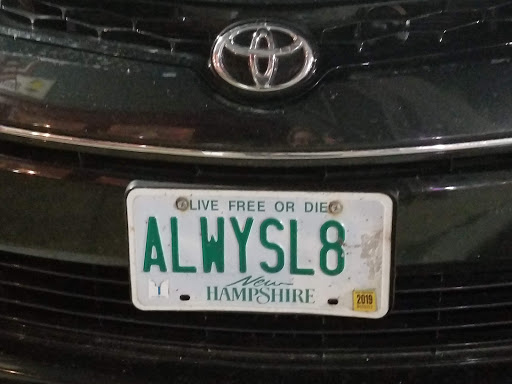 LIVE FREE OR DIE
ALWYSL8
New
HAMPSHIRE
2019